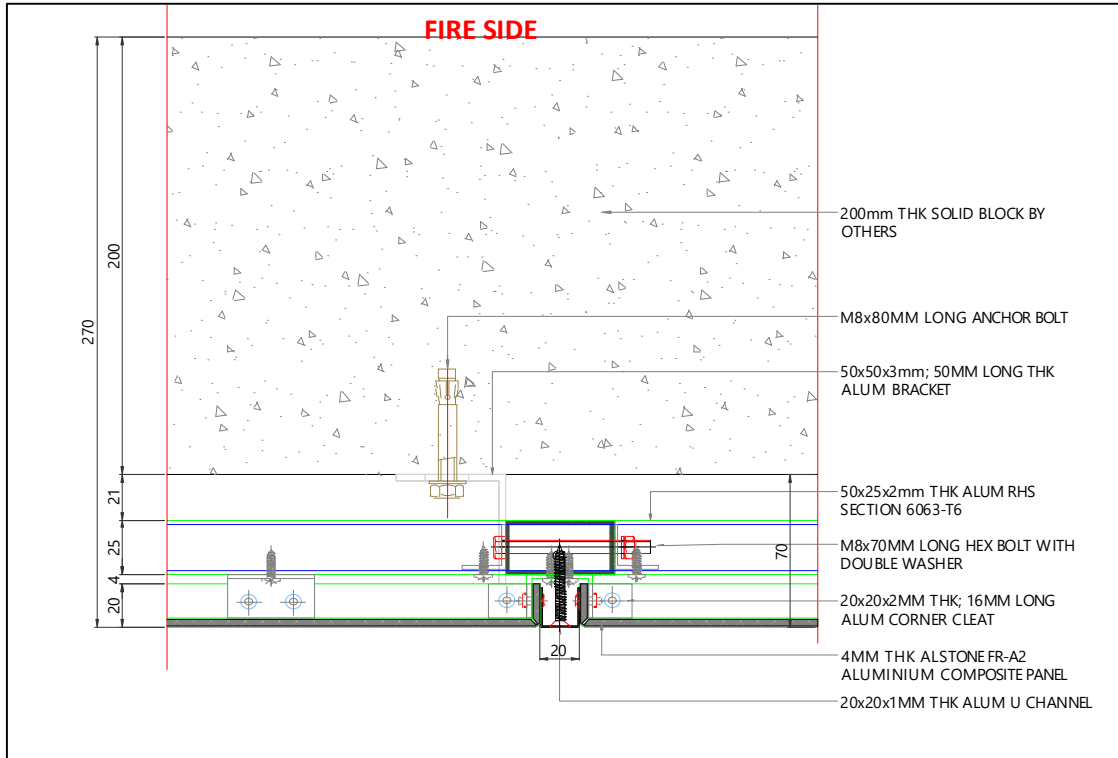 FIRE SIDE
200mm THK SOLID BLOCK BY
OTHERS
M8x80MM LONG ANCHOR BOLT
50x50x3mm; 50MM LONG THK
ALUM BRACKET
50x25x2mm THK ALUM RHS
SECTION 6063-T6
M8x70MM LONG HEX BOLT WITH
DOUBLE WASHER
20x20x2MM THK; 16MM LONG
ALUM CORNER CLEAT
4MM THK ALSTONE FR-A2
ALUMINIUM COMPOSITE PANEL
20x20x1MM THK ALUM U CHANNEL
270
200
21
25
4
20
70
20